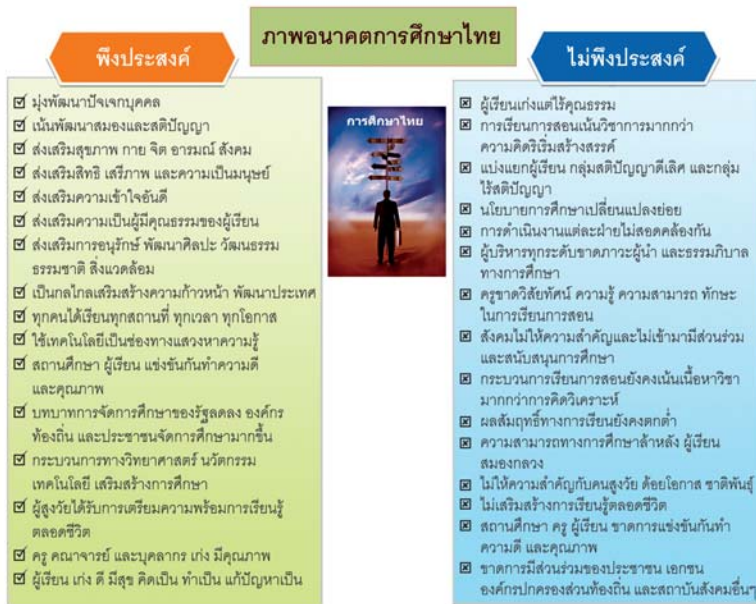 ภาพอนาคตการศึกษาไทย
พึงประสงค์
มุ่งพัฒนาปัจเจกบุคคล
เน้นพัฒนาสมองและสติปัญญา
ส่งเสริมสุขภาพ กาย จิต อารมณ์ สังคม
ส่งเสริมสิทธิ เสรีภาพ และความเป็นมนุษย์
ส่งเสริมความเข้าใจอันดี
ส่งเสริมความเป็นผู้มีคุณธรรมของผู้เรียน
ส่งเสริมการอนุรักษ์ พัฒนาศิลปะ วัฒนธรรม
ธรรมชาติ สิ่งแวดล้อม
เป็นกลไกลเสริมสร้างความก้าวหน้า พัฒนาประเทศ
ทุกคนได้เรียนทุกสถานที่ ทุกเวลา ทุกโอกาส
ใช้เทคโนโลยีเป็นช่องทางแสวงหาความรู้
สถานศึกษา ผู้เรียน แข่งขันกันทำความดี
และคุณภาพ
บทบาทการจัดการศึกษาของรัฐลดลง องค์กร
ท้องถิ่น และประชาชนจัดการศึกษามากขึ้น
กระบวนการทางวิทยาศาสตร์ นวัตกรรม
เทคโนโลยี เสริมสร้างการศึกษา
ผู้สูงวัยได้รับการเตรียมความพร้อมการเรียนรู้
ตลอดชีวิต
ครู คณาจารย์ และบุคลากร เก่ง มีคุณภาพ
ผู้เรียน เก่ง ดี มีสุข คิดเป็น ทำเป็น แก้ปัญหาเป็น
การศึกษาไทย
ไม่พึงประสงค์
ผู้เรียนเก่งแต่ไร้คุณธรรม
การเรียนการสอนเน้นวิชาการมากกว่า
ความคิดริเริ่มสร้างสรรค์
แบ่งแยกผู้เรียน กลุ่มสติปัญญาดีเลิศ และกลุ่ม
ไร้สติปัญญา
นโยบายการศึกษาเปลี่ยนแปลงบ่อย
การดำเนินงานแต่ละฝ่ายไม่สอดคล้องกัน
ผู้บริหารทุกระดับขาดภาวะผู้นำ และธรรมภิบาล
ทางการศึกษา
ครูขาดวิสัยทัศน์ ความรู้ ความสามารถ ทักษะ
ในการเรียนการสอน
สังคมไม่ให้ความสำคัญและไม่เข้ามามีส่วนร่วม
และสนับสนุนการศึกษา
กระบวนการเรียนการสอนยังคงเน้นเนื้อหาวิชา
มากกว่าการคิดวิเคราะห์
ผลสัมฤทธิ์ทางการเรียนยังคงตกต่ำ
ความสามารถทางการศึกษาล้าหลัง ผู้เรียน
สมองกลวง
ไม่ให้ความสำคัญกับคนสูงวัย ด้อยโอกาส ชาติพันธุ์
ไม่เสริมสร้างการเรียนรู้ตลอดชีวิต
สถานศึกษา ครู ผู้เรียน ขาดการแข่งขันกันทำ
ความดี และคุณภาพ
ขาดการมีส่วนร่วมของประชาชน เอกชน
องค์กรปกครองส่วนท้องถิ่น และสถาบันสังคมอื่นๆ